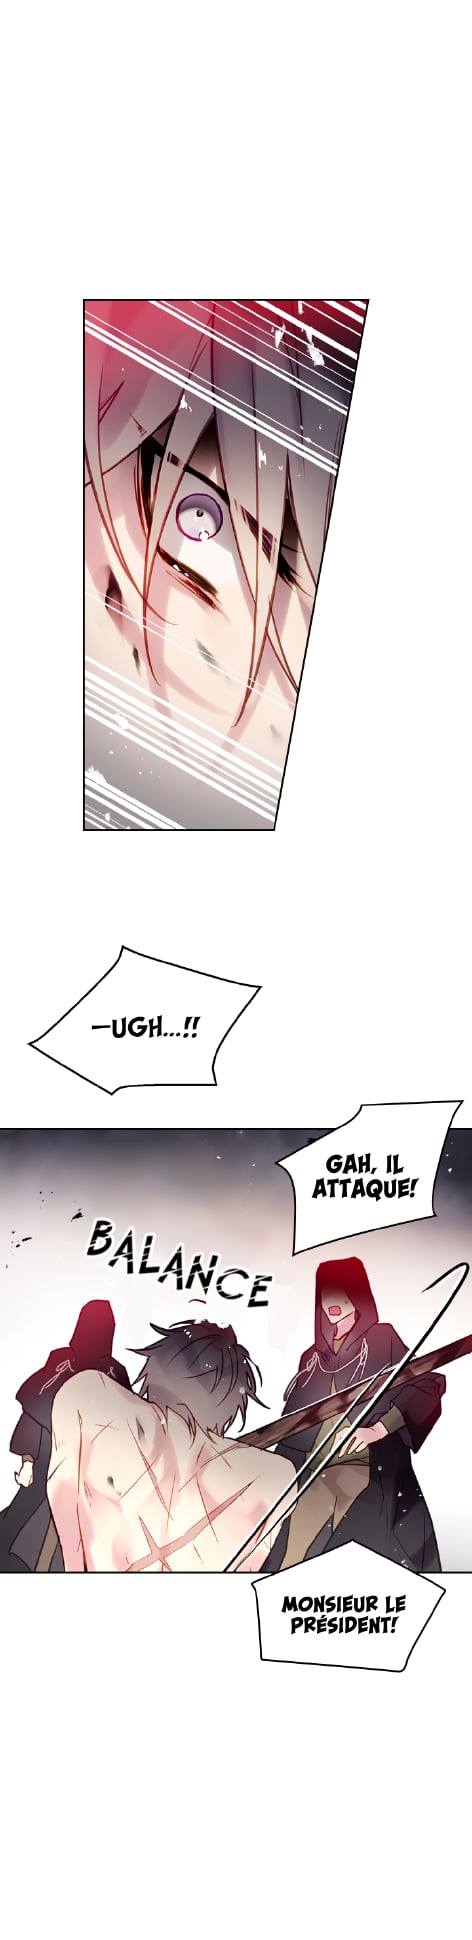 —UGH...!!
GAH, IL
ATTAQUE!
BALANCE
MONSIEUR LE
PRÉSIDENT!